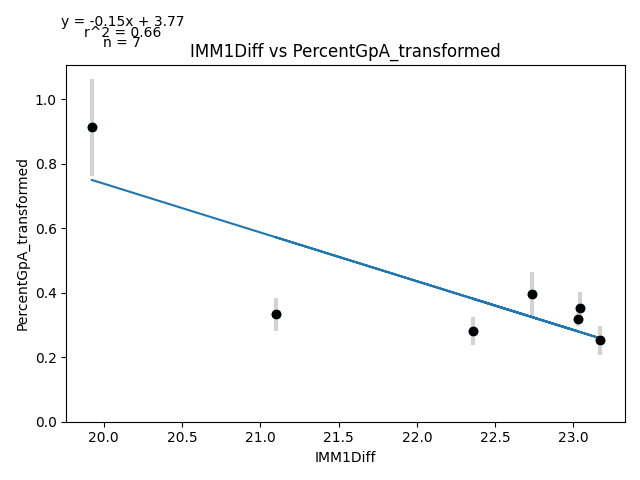 y = -0.15x + 3.77
r^2 = 0.66
n = 7
IMM1Diff vs PercentGpA_transformed
1.0
0.8
0.6
0.4
0.2
0.0
PercentGpA_transformed
20.0 20.5 21.0 21.5 22.0 22.5 23.0
IMM1Diff